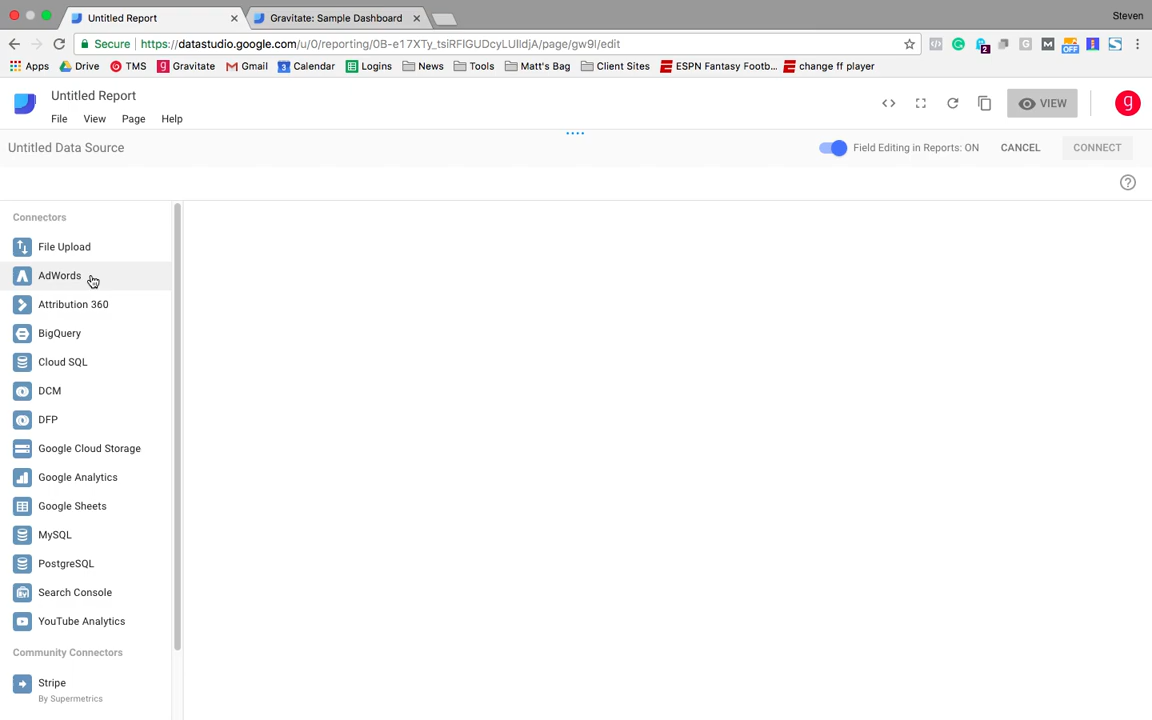 Untitled Report
Gravitate: Sample Dashboard
Steven
Secure
https://datastudio.google.com/u/0/reporting/0B-e17XTy_tsiRFlGUDcyLUlldjA/page/gw9l/edit
2
OFF
Apps
Drive
TMS
Gravitate
Gmail
Calendar
Logins
News
Tools
Matt's Bag
Client Sites
ESPN Fantasy Footb...
change ff player
Untitled Report
File
View
Page
Help
VIEW
g
Untitled Data Source
Field Editing in Reports: ON
CANCEL
CONNECT
Connectors
File Upload
AdWords
Attribution 360
BigQuery
Cloud SQL
DCM
DFP
Google Cloud Storage
Google Analytics
Google Sheets
MySQL
PostgreSQL
Search Console
YouTube Analytics
Community Connectors
Stripe
By Supermetrics